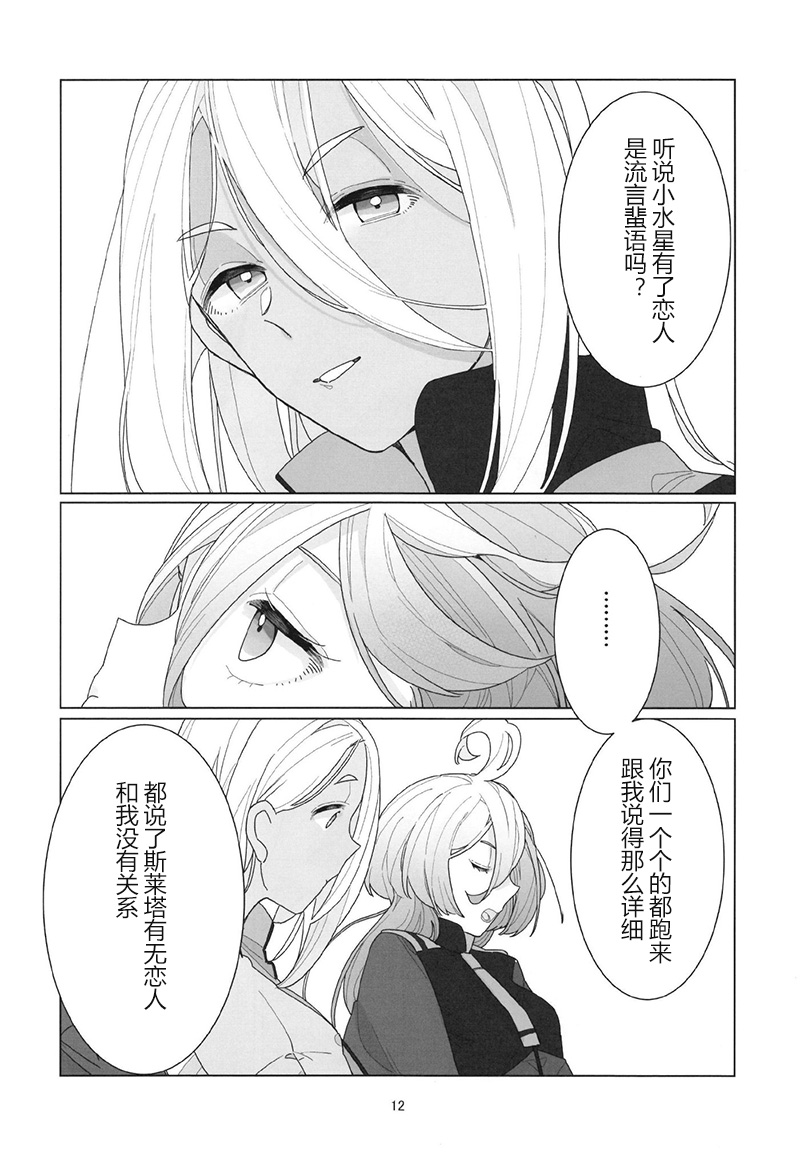 听说小水星有了恋人
是流言辈语吗？
………
你们一个个的都跑来
跟我说得那么详细
都说了斯莱塔有无恋人
和我没有关系
12